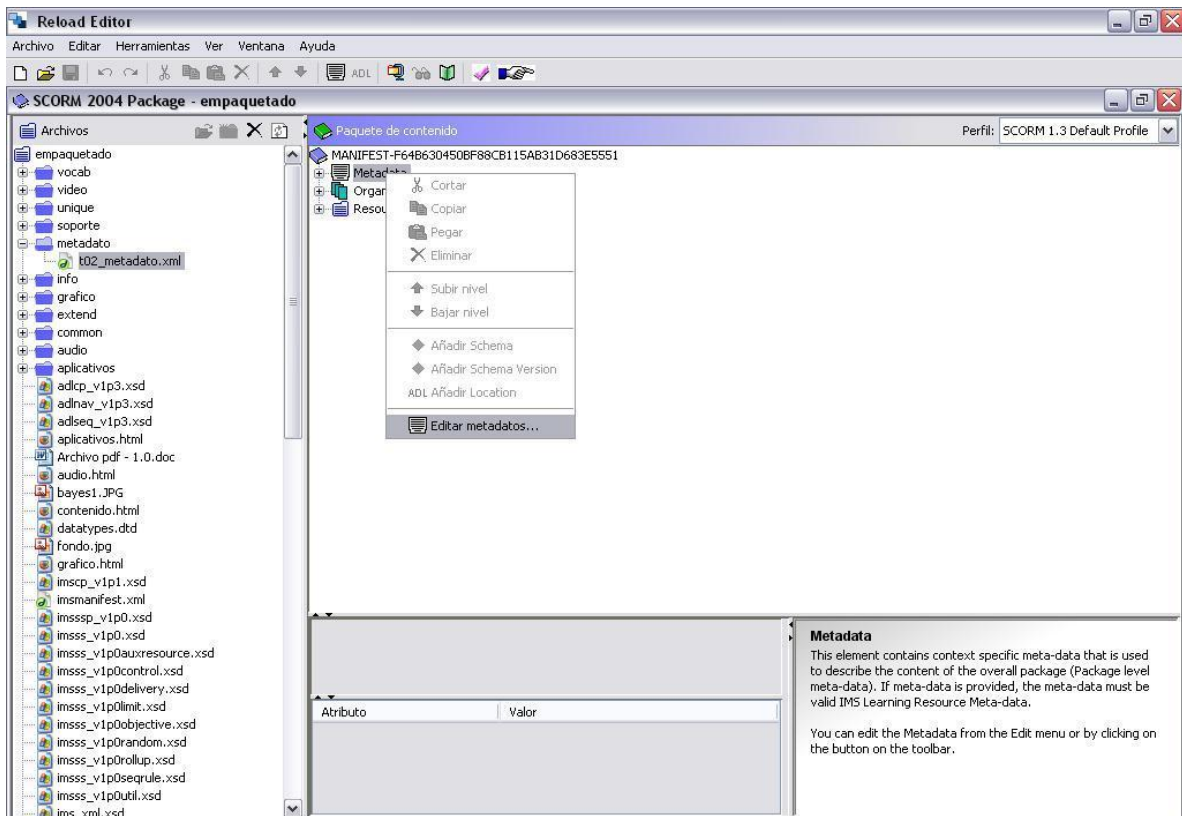 Reload Editor
Archivo Editar Herramientas Ver Ventana Ayuda
ADL
SCORM 2004 Package - empaquetado
Archivos
empaquetado
vocab
video
unique
soporte
metadato
t02_metadato.xml
info
grafico
extend
common
audio
aplicativos
adlcp_v1p3.xsd
adlnav_v1p3.xsd
adlseq_v1p3.xsd
aplicativos.html
Archivo pdf - 1.0.doc
audio.html
bayes1.JPG
contenido.html
datatypes.dtd
fondo.jpg
grafico.html
imscp_v1p1.xsd
imsmanifest.xml
imsssp_v1p0.xsd
imsss_v1p0.xsd
imsss_v1p0auxresource.xsd
imsss_v1p0control.xsd
imsss_v1p0delivery.xsd
imsss_v1p0limit.xsd
imsss_v1p0objective.xsd
imsss_v1p0random.xsd
imsss_v1p0rollup.xsd
imsss_v1p0seqrule.xsd
imsss_v1p0util.xsd
ims_xml.xsd
Paquete de contenido
Perfil: SCORM 1.3 Default Profile
MANIFEST-F64B630450BF88CB115AB31D683E5551
Metadata
Organ
Resou
Cortar
Copiar
Pegar
Eliminar
Subir nivel
Bajar nivel
Añadir Schema
Añadir Schema Version
ADL Añadir Location
Editar metadatos...
Atributo Valor
Metadata
This element contains context specific meta-data that is used
to describe the content of the overall package (Package level
meta-data). If meta-data is provided, the meta-data must be
valid IMS Learning Resource Meta-data.
You can edit the Metadata from the Edit menu or by clicking on
the button on the toolbar.